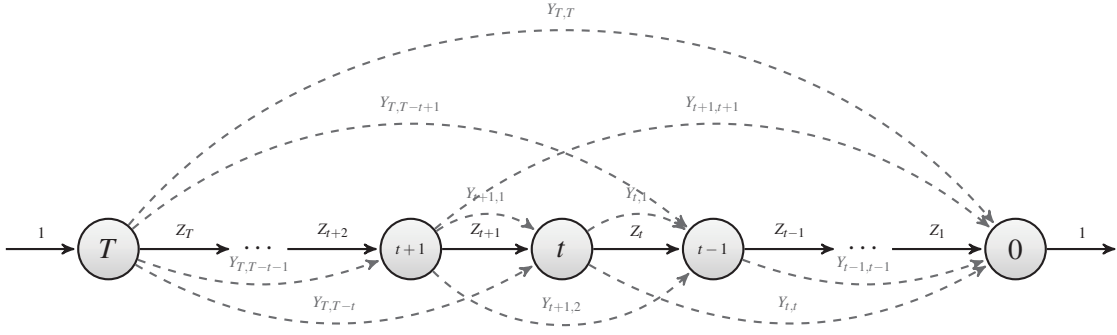 Y_{T,T}
Y_{T,T−t+1}
Y_{t+1,t+1}
Y_{t+1,1}
Y_{t,1}
1 T Z_T ··· Z_{t+2} t+1 Z_{t+1} t Z_t t−1 Z_{t−1} ··· Z_1 0 1
Y_{T,T−t−1}
Y_{t−1,t−1}
Y_{T,T−t}
Y_{t+1,2}
Y_{t,t}